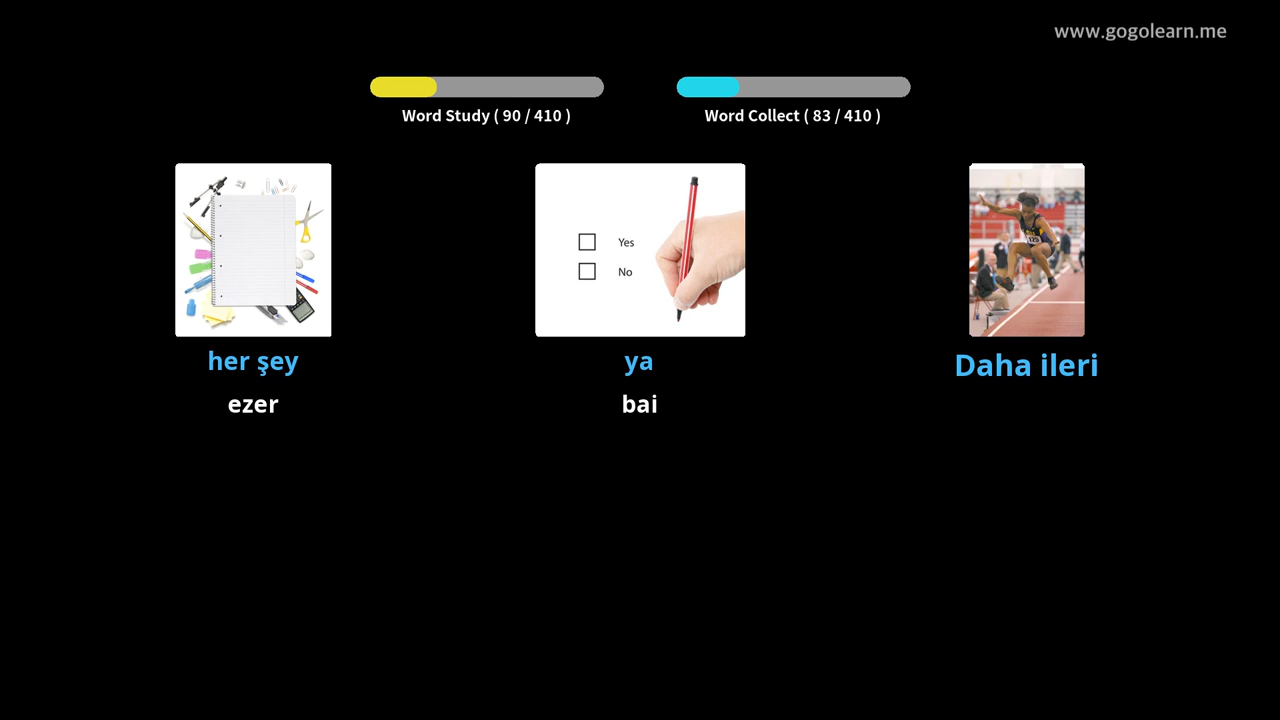 www.gogolearn.me
Word Study ( 90 / 410 )
Word Collect ( 83 / 410 )
Yes
No
her şey
ya
Daha ileri
ezer
bai